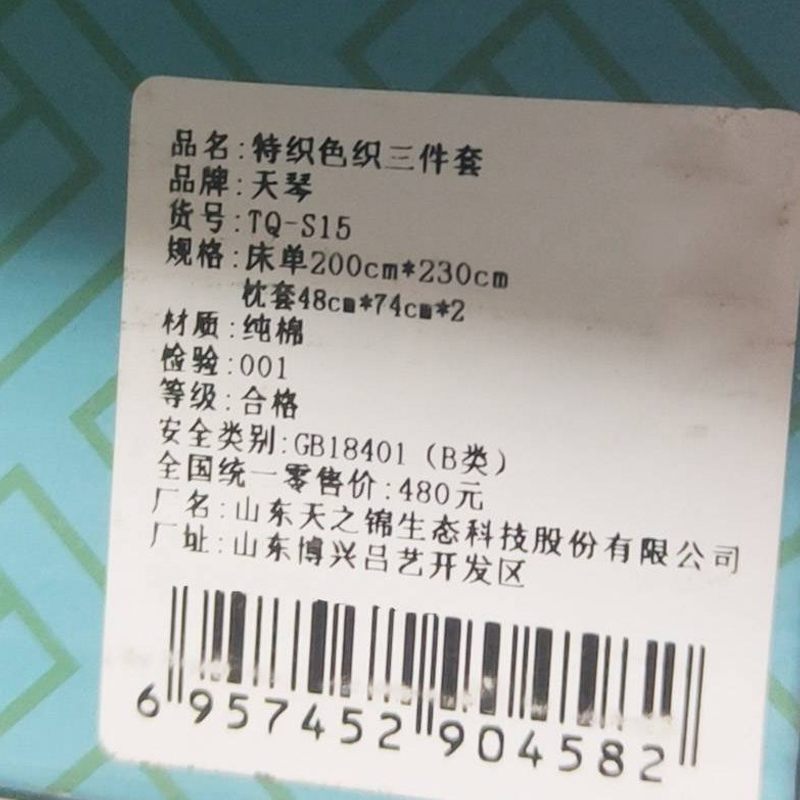 品名:特织色织三件套
品牌:天琴
货号:TQ-S15
规格:床单200cm*230cm
枕套48cm*74cm*2
材质:纯棉
检验:001
等级:合格
安全类别:GB18401（B类）
全国统一零售价:480元
厂名:山东天之锦生态科技股份有限公司
厂址:山东博兴吕艺开发区
6957452904582